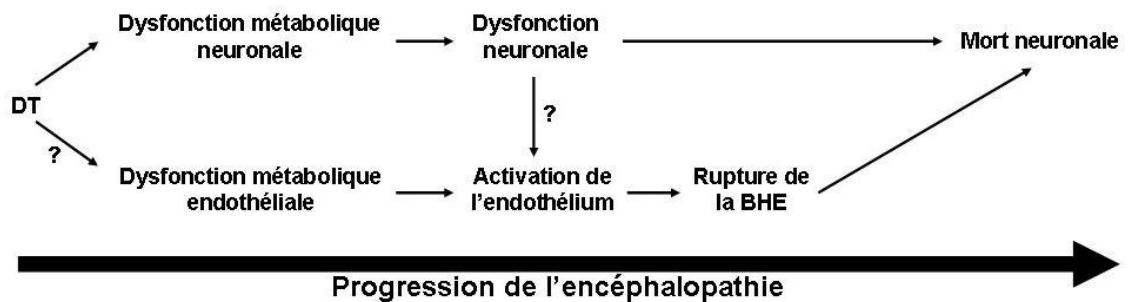 Dysfonction métabolique
neuronale
Dysfonction
neuronale
Mort neuronale
DT
?
?
Dysfonction métabolique
endothéliale
Activation de
l'endothélium
Rupture de
la BHE
Progression de l'encéphalopathie